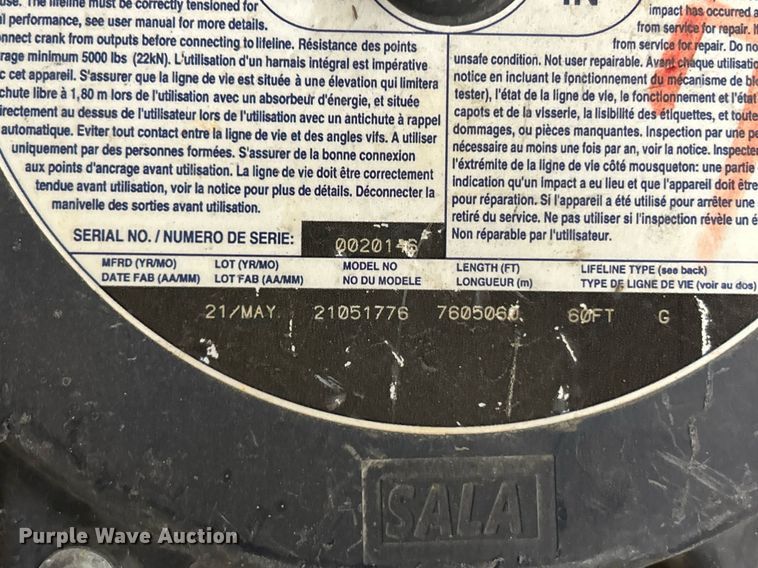 use. The lifeline must be correctly tensioned for
l performance, see user manual for more details.
onnect crank from outputs before connecting to lifeline. Résistance des points
rage minimum 5000 lbs (22kN). L'utilisation d'un harnais intégral est impérative
c cet appareil. S'assurer que la ligne de vie est située à une élevation qui limitera
chute libre à 1,80 m lors de l'utilisation avec un absorbeur d'énergie, et située
directement au dessus de l'utilisateur lors de l'utilisation avec un antichute à rappel
automatique. Eviter tout contact entre la ligne de vie et des angles vifs. A utiliser
uniquement par des personnes formées. S'assurer de la bonne connexion
aux points d'ancrage avant utilisation. La ligne de vie doit être correctement
tendue avant utilisation, voir la notice pour plus de détails. Déconnecter la
manivelle des sorties avant utilisation.
IN
impact has occurred a
from service for repair. If
from service for repair. Do no
unsafe condition. Not user repairable. Avant chaque utilisation
notice en incluant le fonctionnement du mécanisme de blo
tester), l'état de la ligne de vie, le fonctionnement et l'état
capots et de la visserie, la lisibilité des étiquettes, et toute
dommages, ou pièces manquantes. Inspection par une pe
nécessaire au moins une fois par an, voir la notice. Inspecte
l'éxtrémite de la ligne de vie côté mousqueton: une partie
indication qu'un impact a eu lieu et que l'appareil doit être
pour réparation. Si l'appareil a été utilisé pour arrêter une
retiré du service. Ne pas utiliser si l'inspection révèle un é
Non réparable par l'utilisateur.
SERIAL NO. / NUMERO DE SERIE: 0020146
MFRD (YR/MO) LOT (YR/MO) MODEL NO LENGTH (FT) LIFELINE TYPE (see back)
DATE FAB (AA/MM) LOT FAB (AA/MM) NO DU MODELE LONGUEUR (m) TYPE DE LIGNE DE VIE (voir au dos)
21/MAY. 21051776 7605060. 60FT G
SALA
Purple Wave Auction